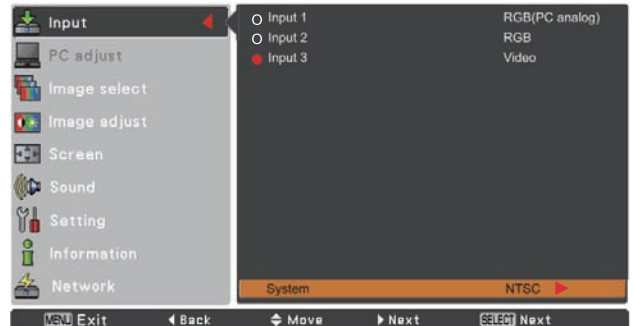 Input
PC adjust
Image select
Image adjust
Screen
Sound
Setting
Information
Network
Input 1 RGB(PC analog)
Input 2 RGB
Input 3 Video
System NTSC
MENU Exit Back Move Next SELECT Next